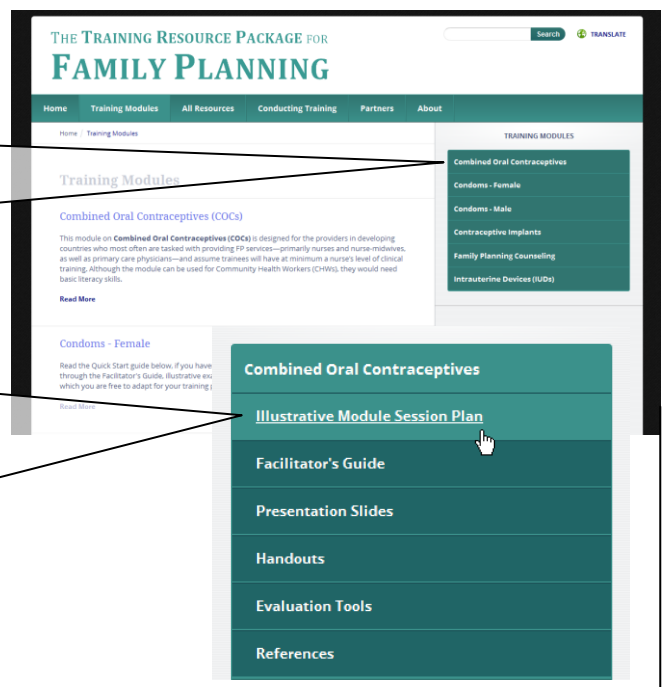 THE TRAINING RESOURCE PACKAGE FOR
FAMILY PLANNING
Search
TRANSLATE
Home Training Modules All Resources Conducting Training Partners About
Home / Training Modules
Training Modules
Combined Oral Contraceptives (COCs)
This module on Combined Oral Contraceptives (COCs) is designed for the providers in developing
countries who most often are tasked with providing FP services—primarily nurses and nurse-midwives,
as well as primary care physicians—and assume trainees will have at minimum a nurse's level of clinical
training. Although the module can be used for Community Health Workers (CHWs), they would need
basic literacy skills.
Read More
Condoms - Female
Read the Quick Start guide below, if you have
through the Facilitator's Guide, illustrative
which you are free to adapt for your training
Read More
TRAINING MODULES
Combined Oral Contraceptives
Condoms - Female
Condoms - Male
Contraceptive Implants
Family Planning Counseling
Intrauterine Devices (IUDs)
Combined Oral Contraceptives
Illustrative Module Session Plan
Facilitator's Guide
Presentation Slides
Handouts
Evaluation Tools
References